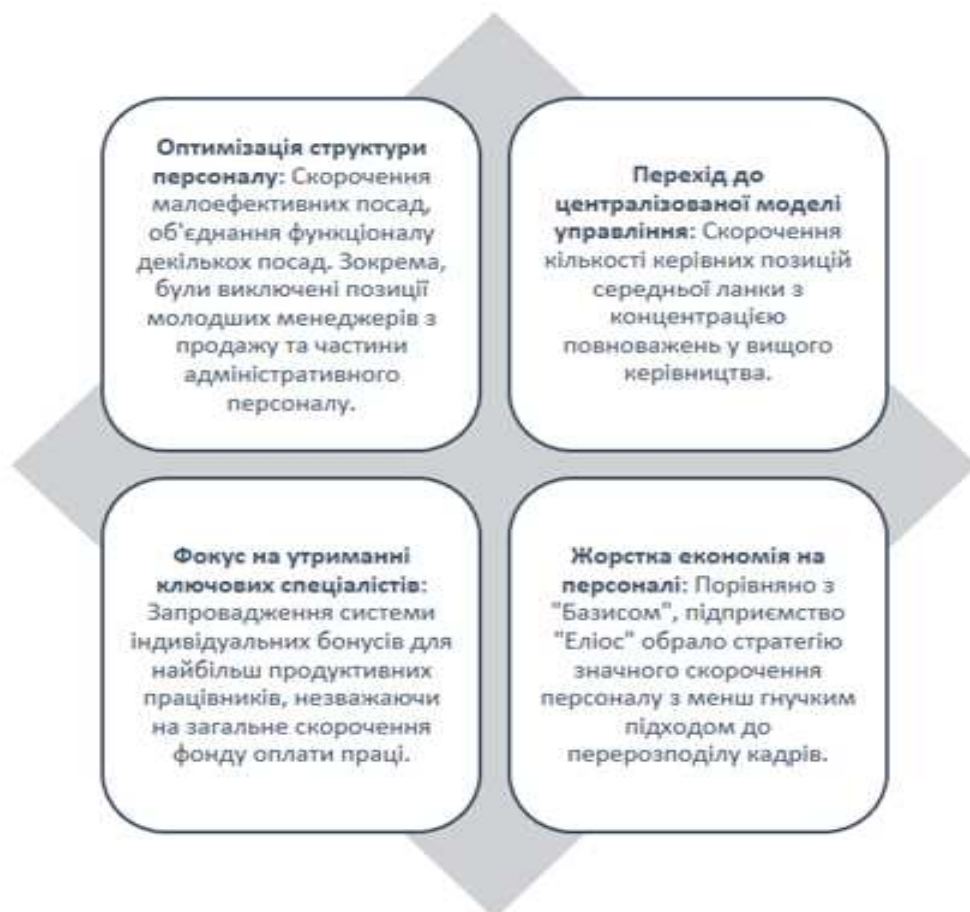 Оптимізація структури
персоналу: Скорочення
малоефективних посад,
об'єднання функціоналу
декількох посад. Зокрема,
були виключені позиції
молодших менеджерів з
продажу та частини
адміністративного
персоналу.
Перехід до
централізованої моделі
управління: Скорочення
кількості керівних позицій
середньої ланки з
концентрацією
повноважень у вищого
керівництва.
Фокус на утриманні
ключових спеціалістів:
Запровадження системи
індивідуальних бонусів для
найбільш продуктивних
працівників, незважаючи
на загальне скорочення
фонду оплати праці.
Жорстка економія на
персоналі: Порівняно з
"Базисом", підприємство
"Еліос" обрало стратегію
значного скорочення
персоналу з менш гнучким
підходом до
перерозподілу кадрів.